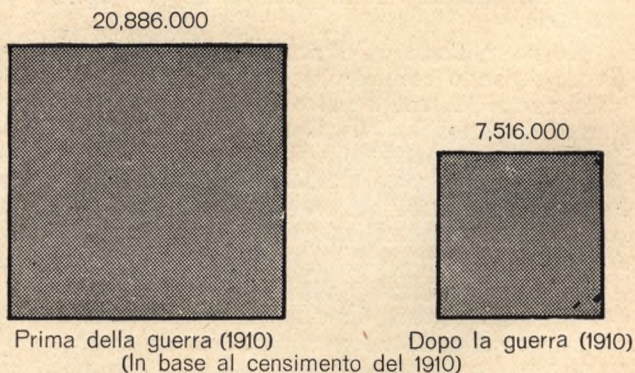 20,886.000
7,516.000
Prima della guerra (1910)
Dopo la guerra (1910)
(In base al censimento del 1910)